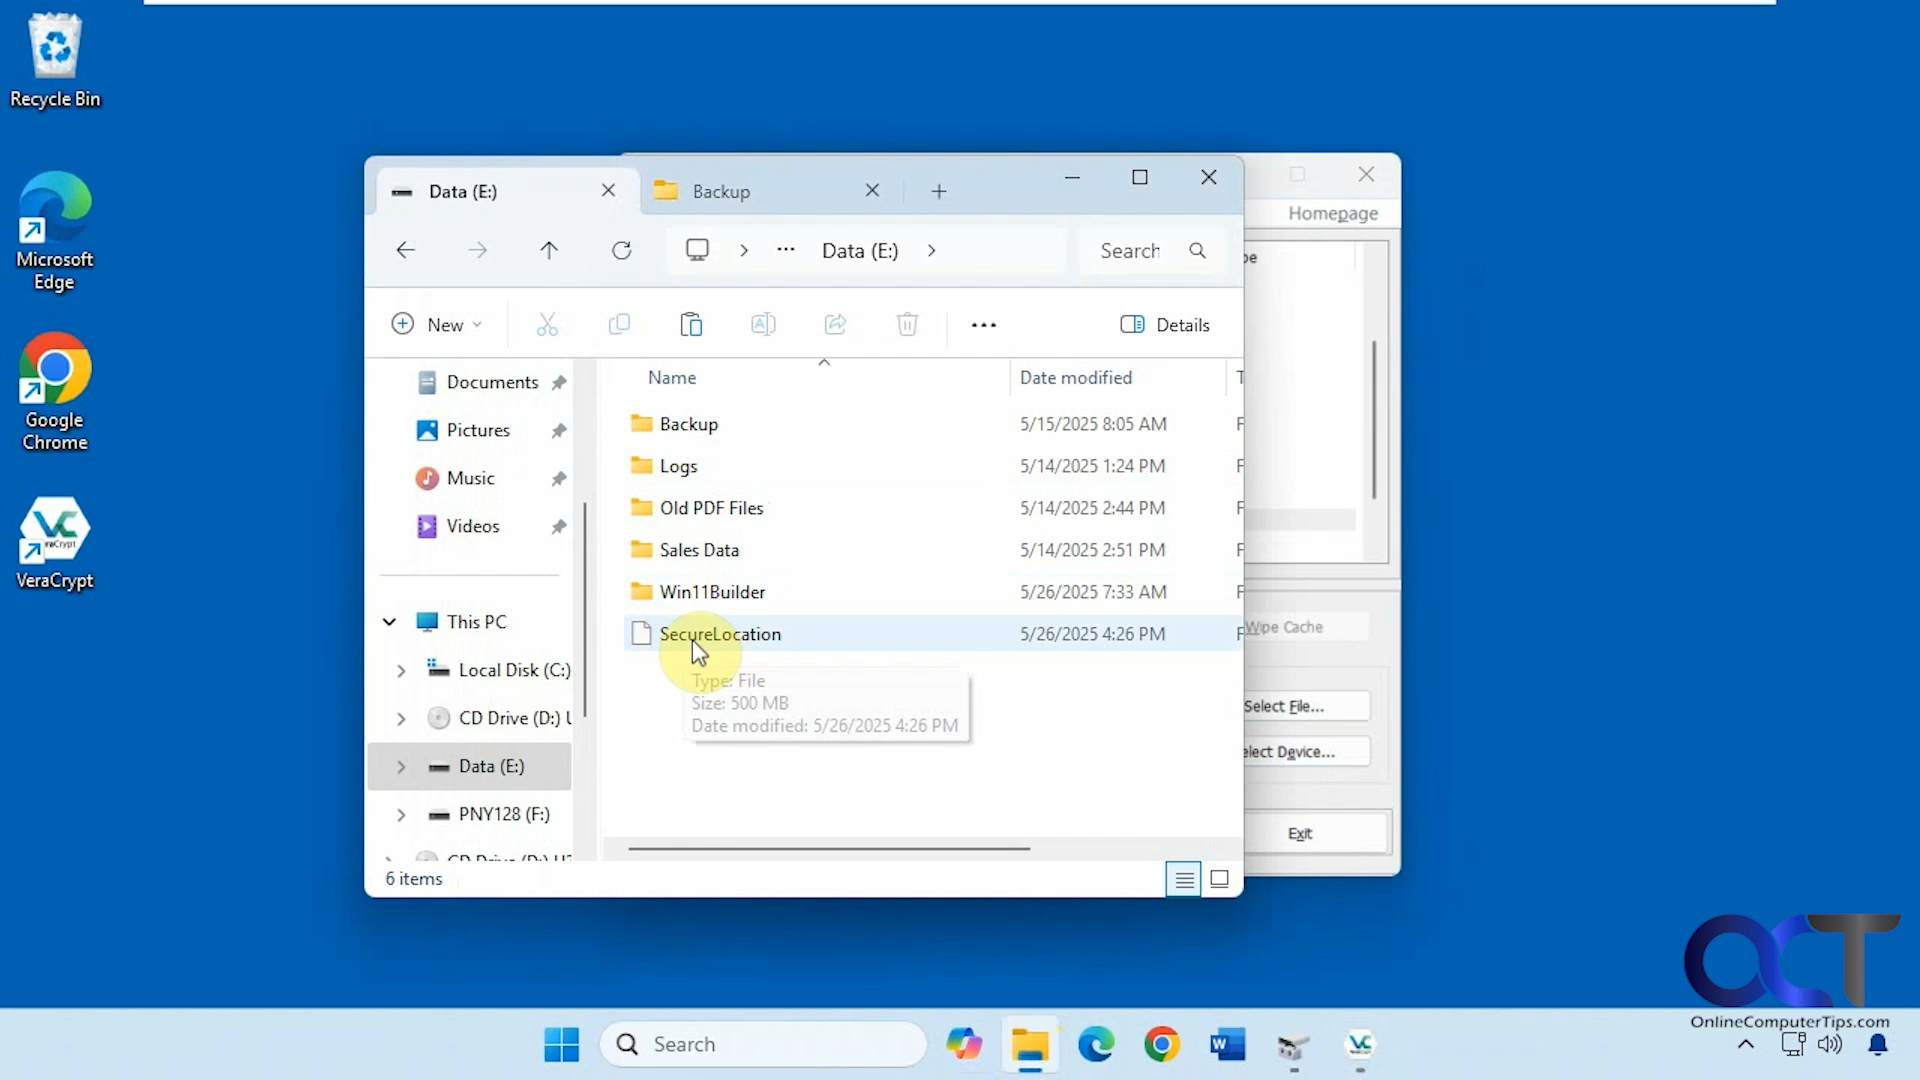 Recycle Bin
Microsoft
Edge
Google
Chrome
VeraCrypt
Data (E:)
Backup
Homepage
Data (E:)
Search
New
Details
Name
Date modified
Documents
Pictures
Music
Videos
This PC
Local Disk (C:)
CD Drive (D:) U
Data (E:)
PNY128 (F:)
Backup 5/15/2025 8:05 AM F
Logs 5/14/2025 1:24 PM F
Old PDF Files 5/14/2025 2:44 PM F
Sales Data 5/14/2025 2:51 PM F
Win11Builder 5/26/2025 7:33 AM F
SecureLocation 5/26/2025 4:26 PM F
Type: File
Size: 500 MB
Date modified: 5/26/2025 4:26 PM
6 items
Wipe Cache
Select File...
elect Device...
Exit
Search
OCT
OnlineComputerTips.com